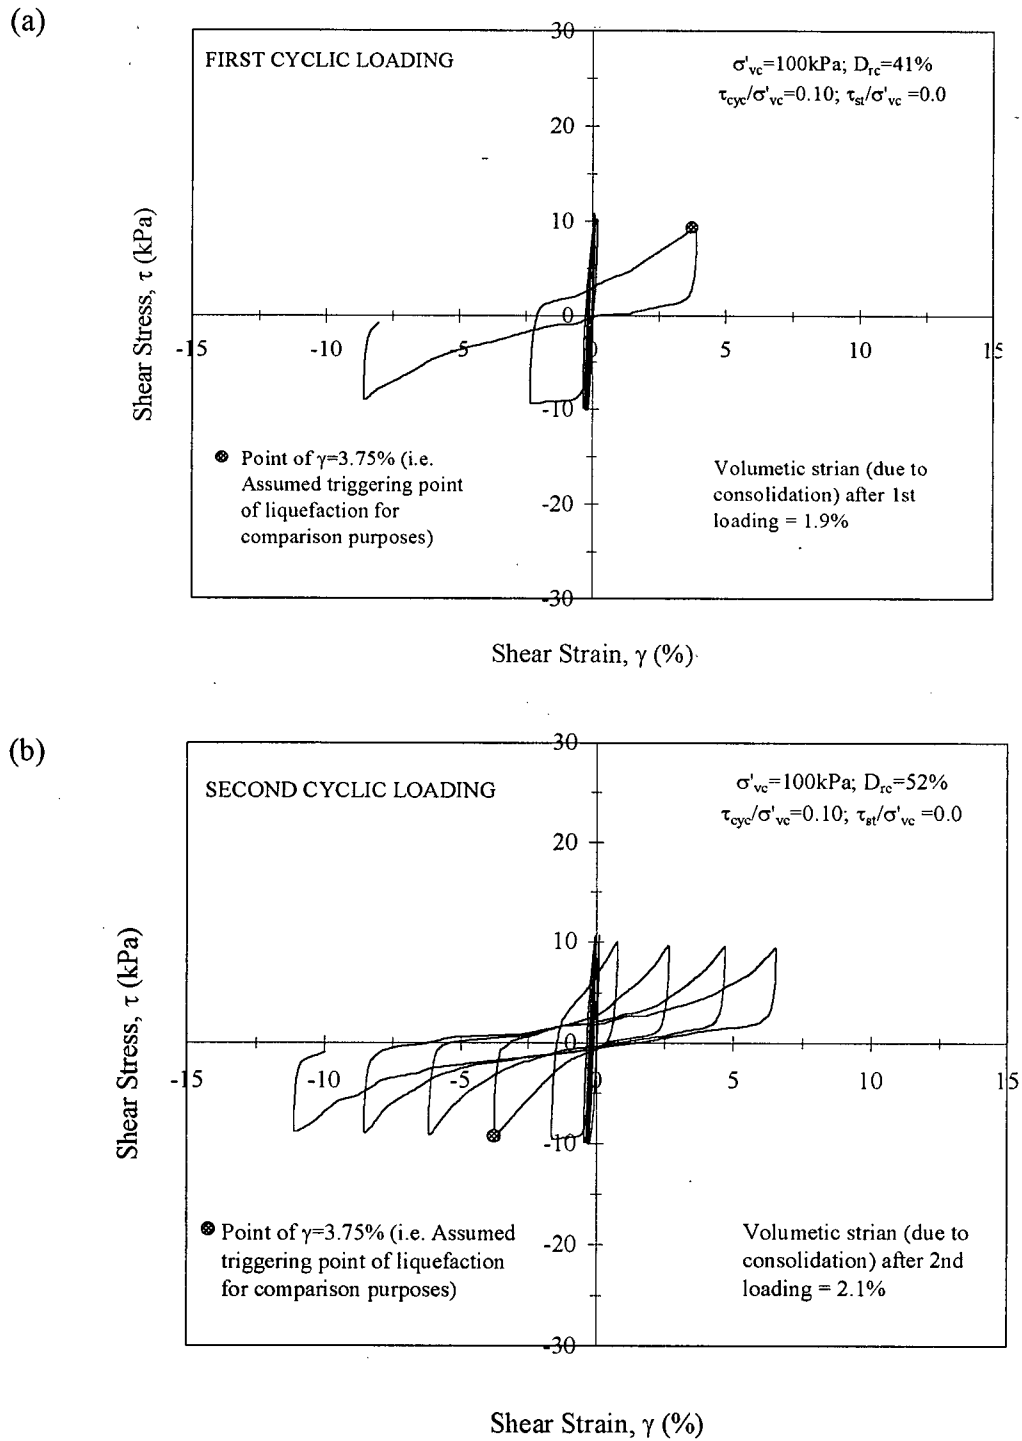 (a)
30
FIRST CYCLIC LOADING
σ'vc=100kPa; Drc=41%
τcyc/σ'vc=0.10; τst/σ'vc =0.0
20
10
0
-15 -10 -5 0 5 10 15
-10
Point of γ=3.75% (i.e.
Assumed triggering point
of liquefaction for
comparison purposes)
Volumetic strian (due to
consolidation) after 1st
loading = 1.9%
-20
-30
Shear Stress, τ (kPa)
Shear Strain, γ (%)
(b)
30
SECOND CYCLIC LOADING
σ'vc=100kPa; Drc=52%
τcyc/σ'vc=0.10; τst/σ'vc =0.0
20
10
0
-15 -10 -5 0 5 10 15
-10
Point of γ=3.75% (i.e. Assumed
triggering point of liquefaction
for comparison purposes)
Volumetic strian (due to
consolidation) after 2nd
loading = 2.1%
-20
-30
Shear Stress, τ (kPa)
Shear Strain, γ (%)